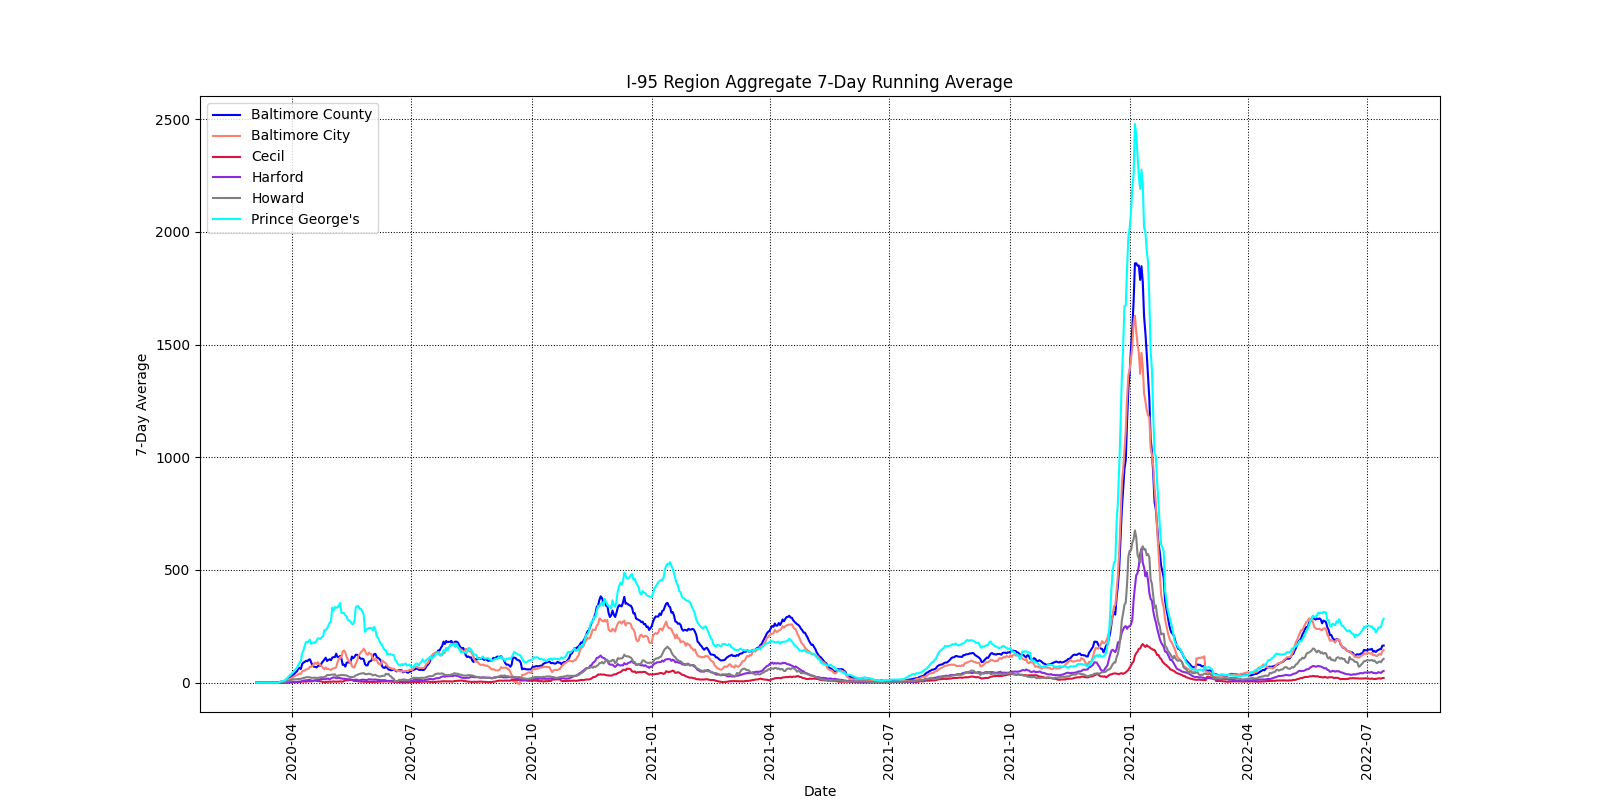 I-95 Region Aggregate 7-Day Running Average
Baltimore County
Baltimore City
Cecil
Harford
Howard
Prince George's
2500
2000
1500
1000
500
0
7-Day Average
2020-04
2020-07
2020-10
2021-01
2021-04
2021-07
2021-10
2022-01
2022-04
2022-07
Date